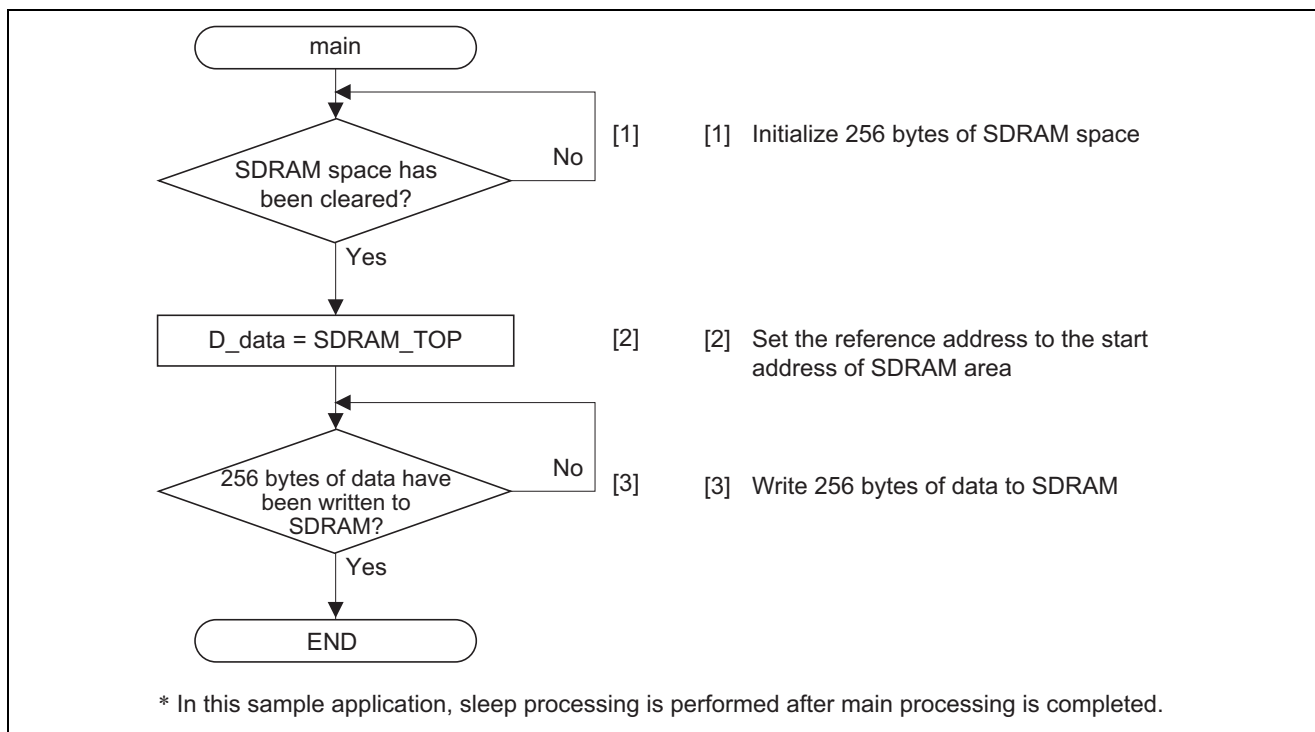 main
SDRAM space has
been cleared?
No
[1]
[1] Initialize 256 bytes of SDRAM space
Yes
D_data = SDRAM_TOP
[2]
[2] Set the reference address to the start
address of SDRAM area
256 bytes of data have
been written to
SDRAM?
No
[3]
[3] Write 256 bytes of data to SDRAM
Yes
END
* In this sample application, sleep processing is performed after main processing is completed.